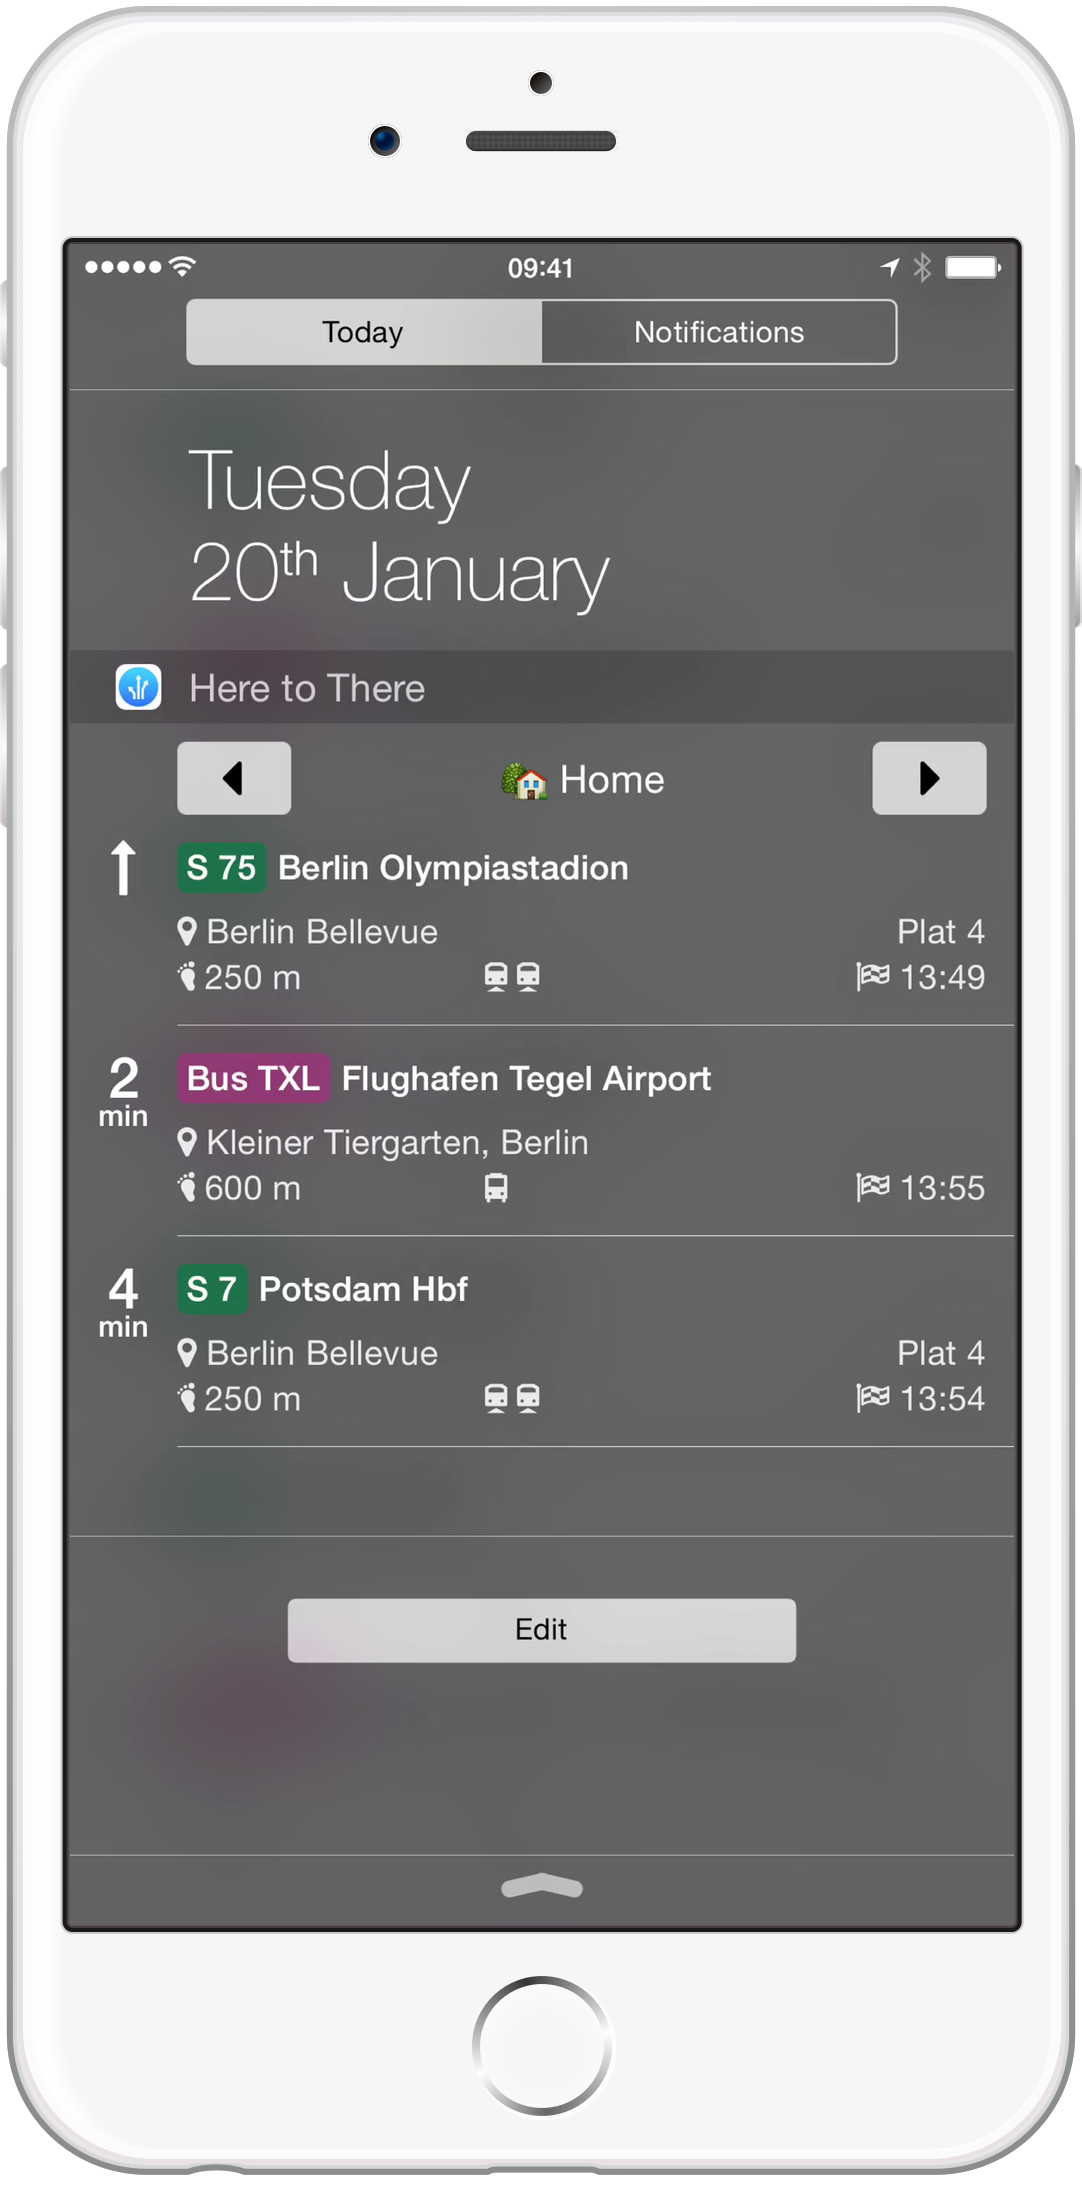 09:41
Today Notifications
Tuesday
20th January
Here to There
Home
S 75 Berlin Olympiastadion
Berlin Bellevue Plat 4
250 m 13:49
2 min Bus TXL Flughafen Tegel Airport
Kleiner Tiergarten, Berlin
600 m 13:55
4 min S 7 Potsdam Hbf
Berlin Bellevue Plat 4
250 m 13:54
Edit